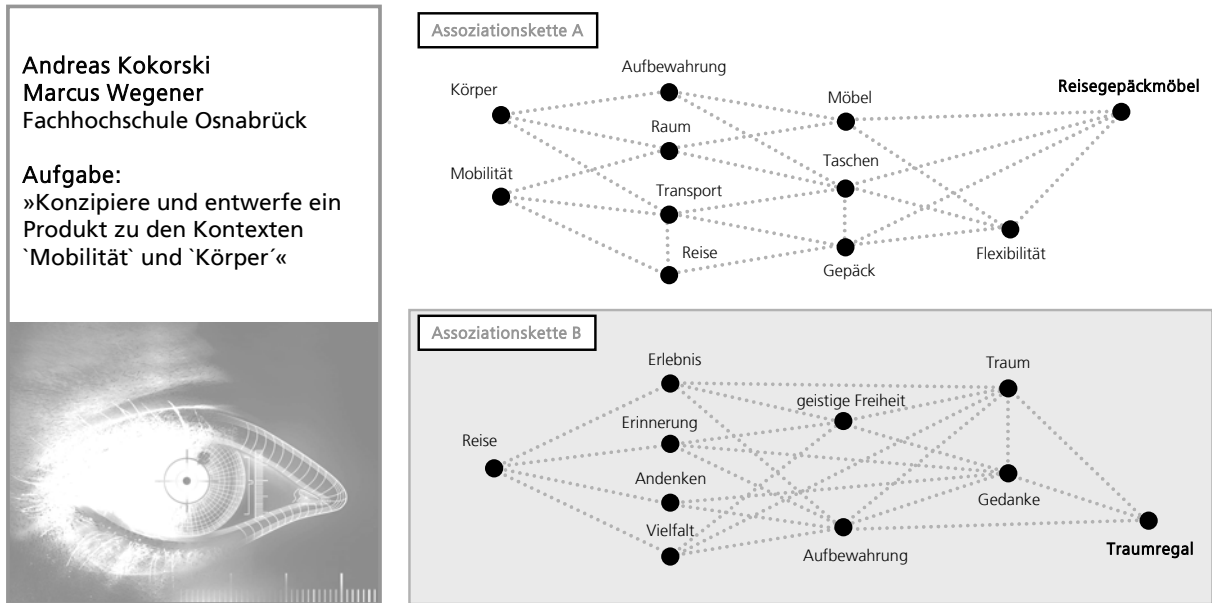 Andreas Kokorski
Marcus Wegener
Fachhochschule Osnabrück
Aufgabe:
»Konzipiere und entwerfe ein
Produkt zu den Kontexten
`Mobilität` und `Körper´«
Assoziationskette A
Körper
Mobilität
Aufbewahrung
Raum
Transport
Reise
Möbel
Taschen
Gepäck
Flexibilität
Reisegepäckmöbel
Assoziationskette B
Reise
Erlebnis
Erinnerung
Andenken
Vielfalt
geistige Freiheit
Aufbewahrung
Traum
Gedanke
Traumregal